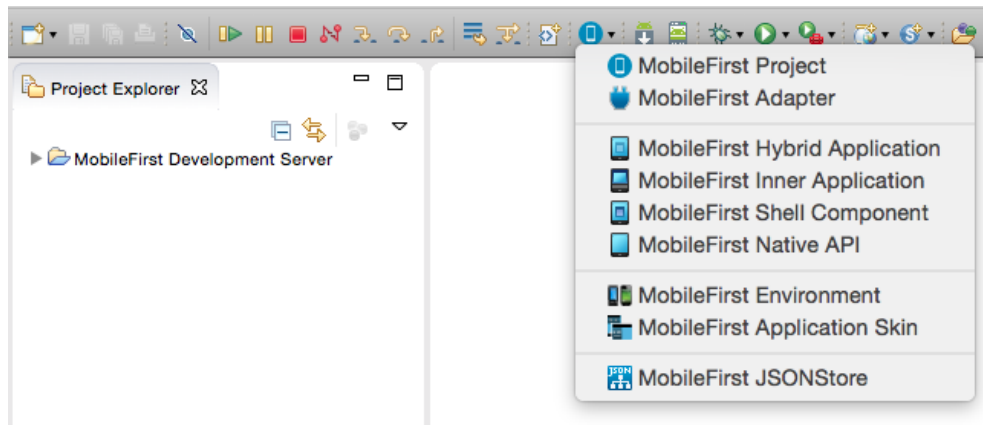 Project Explorer
MobileFirst Development Server
MobileFirst Project
MobileFirst Adapter
MobileFirst Hybrid Application
MobileFirst Inner Application
MobileFirst Shell Component
MobileFirst Native API
MobileFirst Environment
MobileFirst Application Skin
JSON
MobileFirst JSONStore